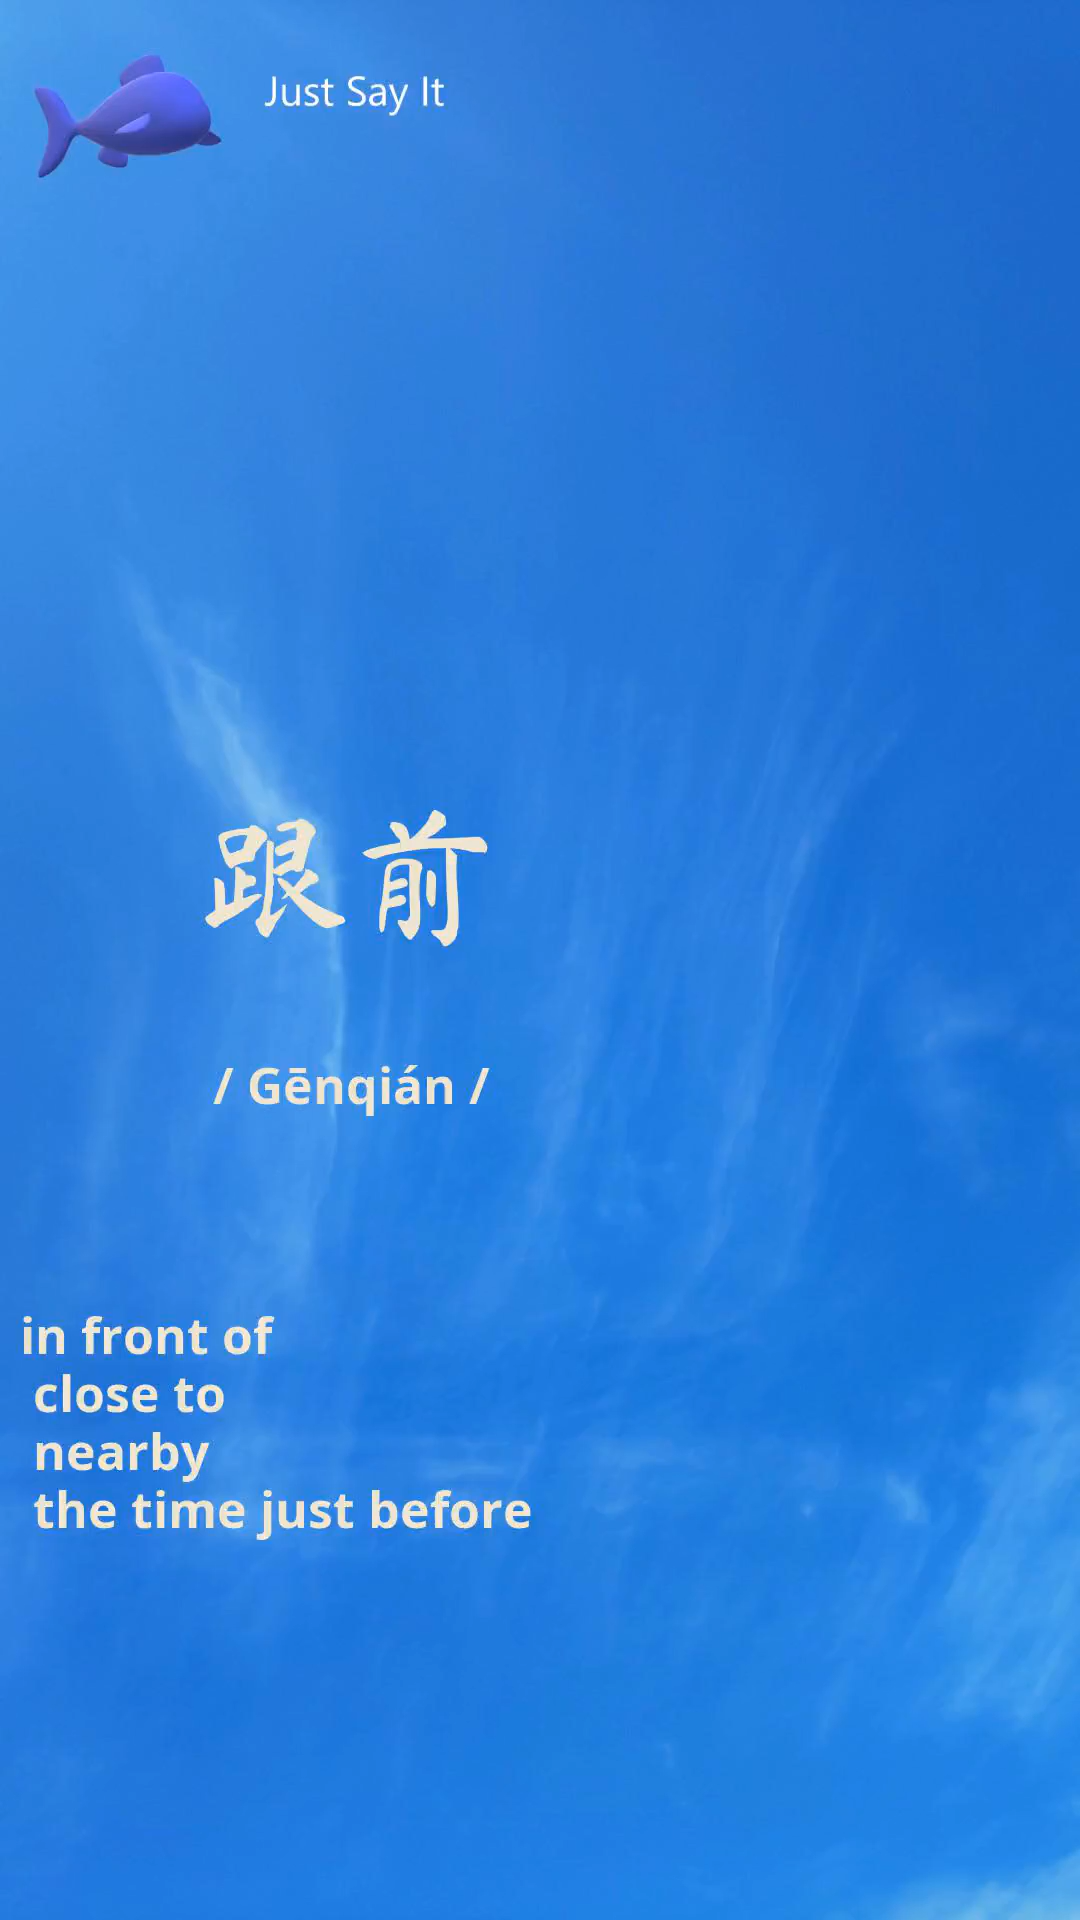 Just Say It
跟前
/ Gēnqián /
in front of
close to
nearby
the time just before